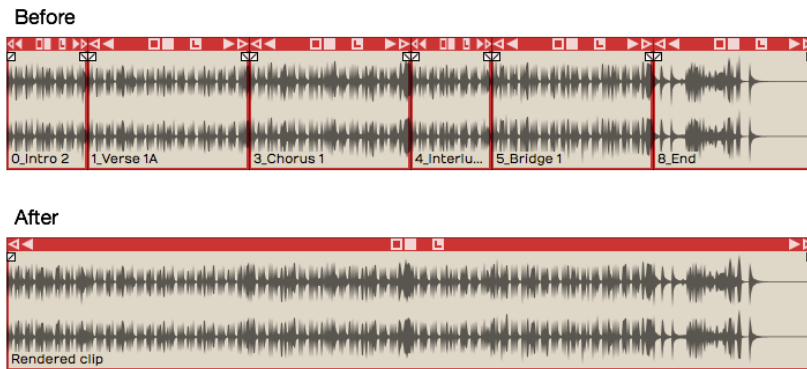 Before
0_Intro 2
1_Verse 1A
3_Chorus 1
4_Interlu...
5_Bridge 1
8_End
After
Rendered clip